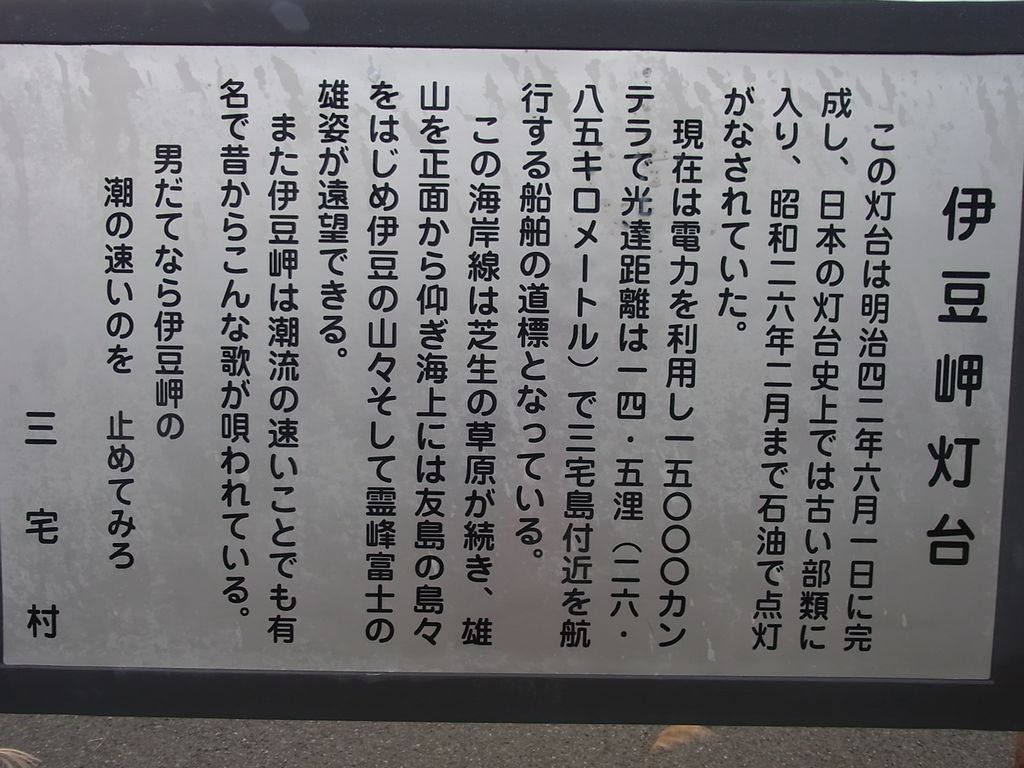 伊豆岬灯台
この灯台は明治四二年六月一日に完
成し、日本の灯台史上では古い部類に
入り、昭和二六年二月まで石油で点灯
がなされていた。
現在は電力を利用し一五〇〇〇カン
テラで光達距離は一四・五浬（二六・
八五キロメートル）で三宅島付近を航
行する船舶の道標となっている。
この海岸線は芝生の草原が続き、雄
山を正面から仰ぎ海上には友島の島々
をはじめ伊豆の山々そして霊峰富士の
雄姿が遠望できる。
また伊豆岬は潮流の速いことでも有
名で昔からこんな歌が唄われている。
男だてなら伊豆岬の
潮の速いのを　止めてみろ
三宅村